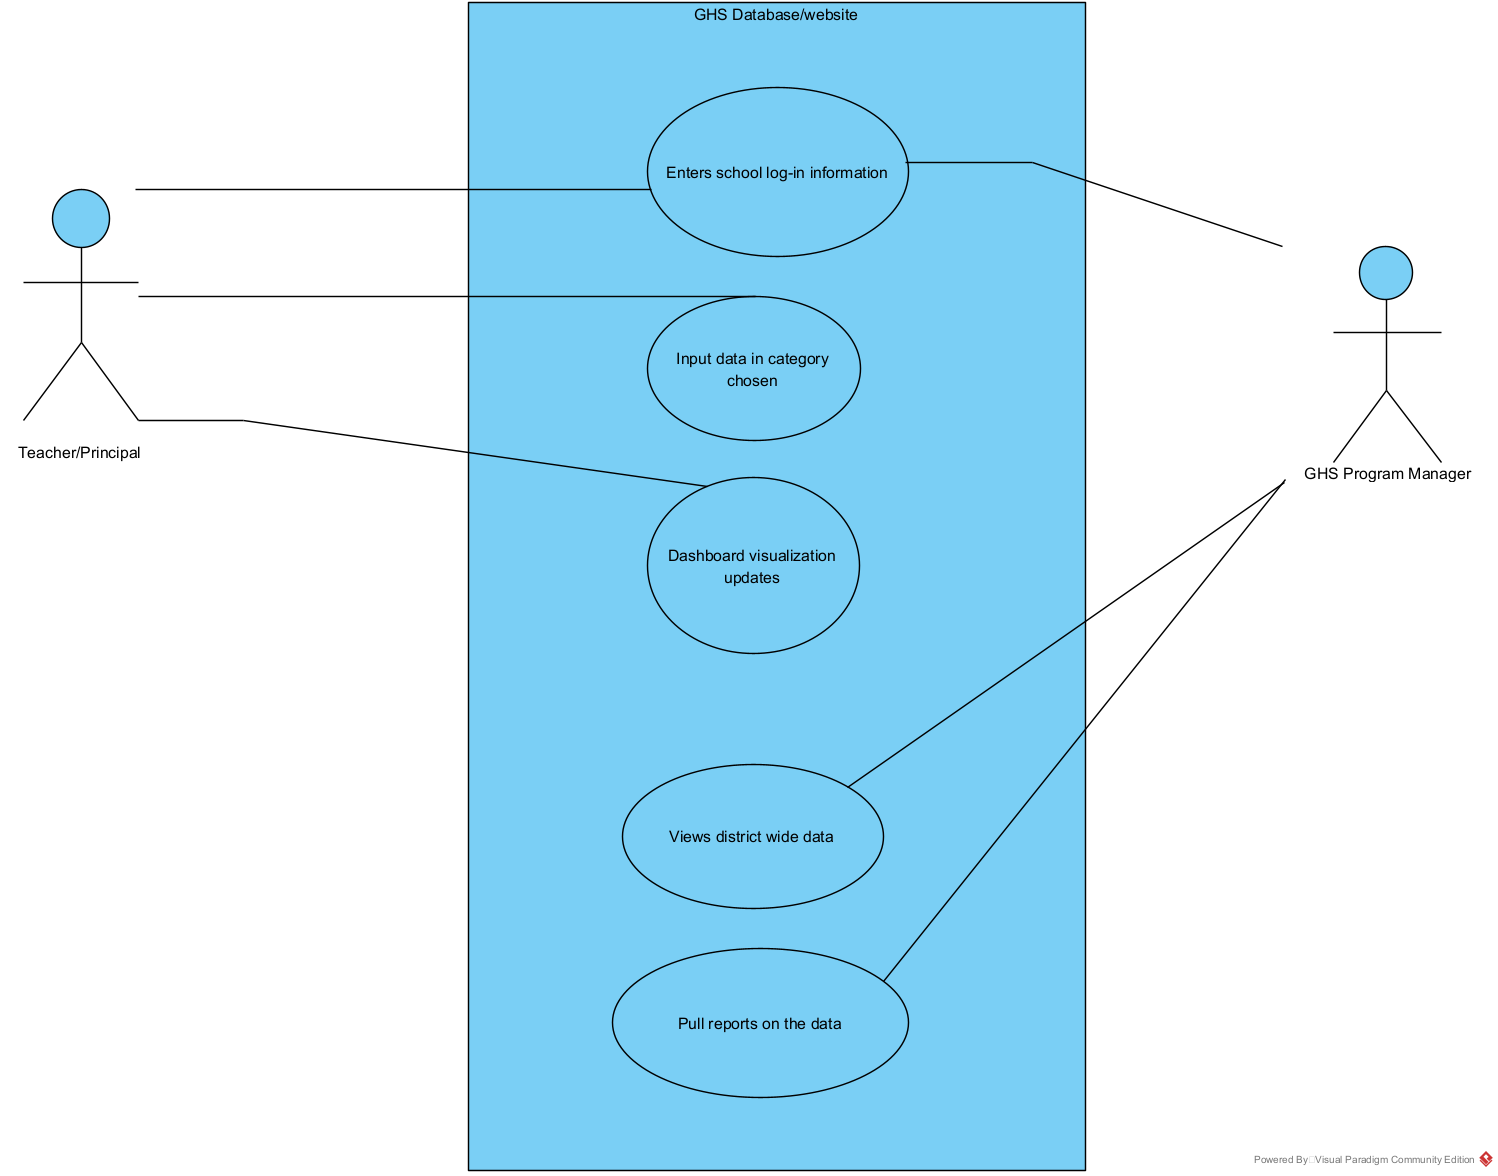 GHS Database/website
Enters school log-in information
Input data in category
chosen
Teacher/Principal
GHS Program Manager
Dashboard visualization
updates
Views district wide data
Pull reports on the data
Powered By Visual Paradigm Community Edition